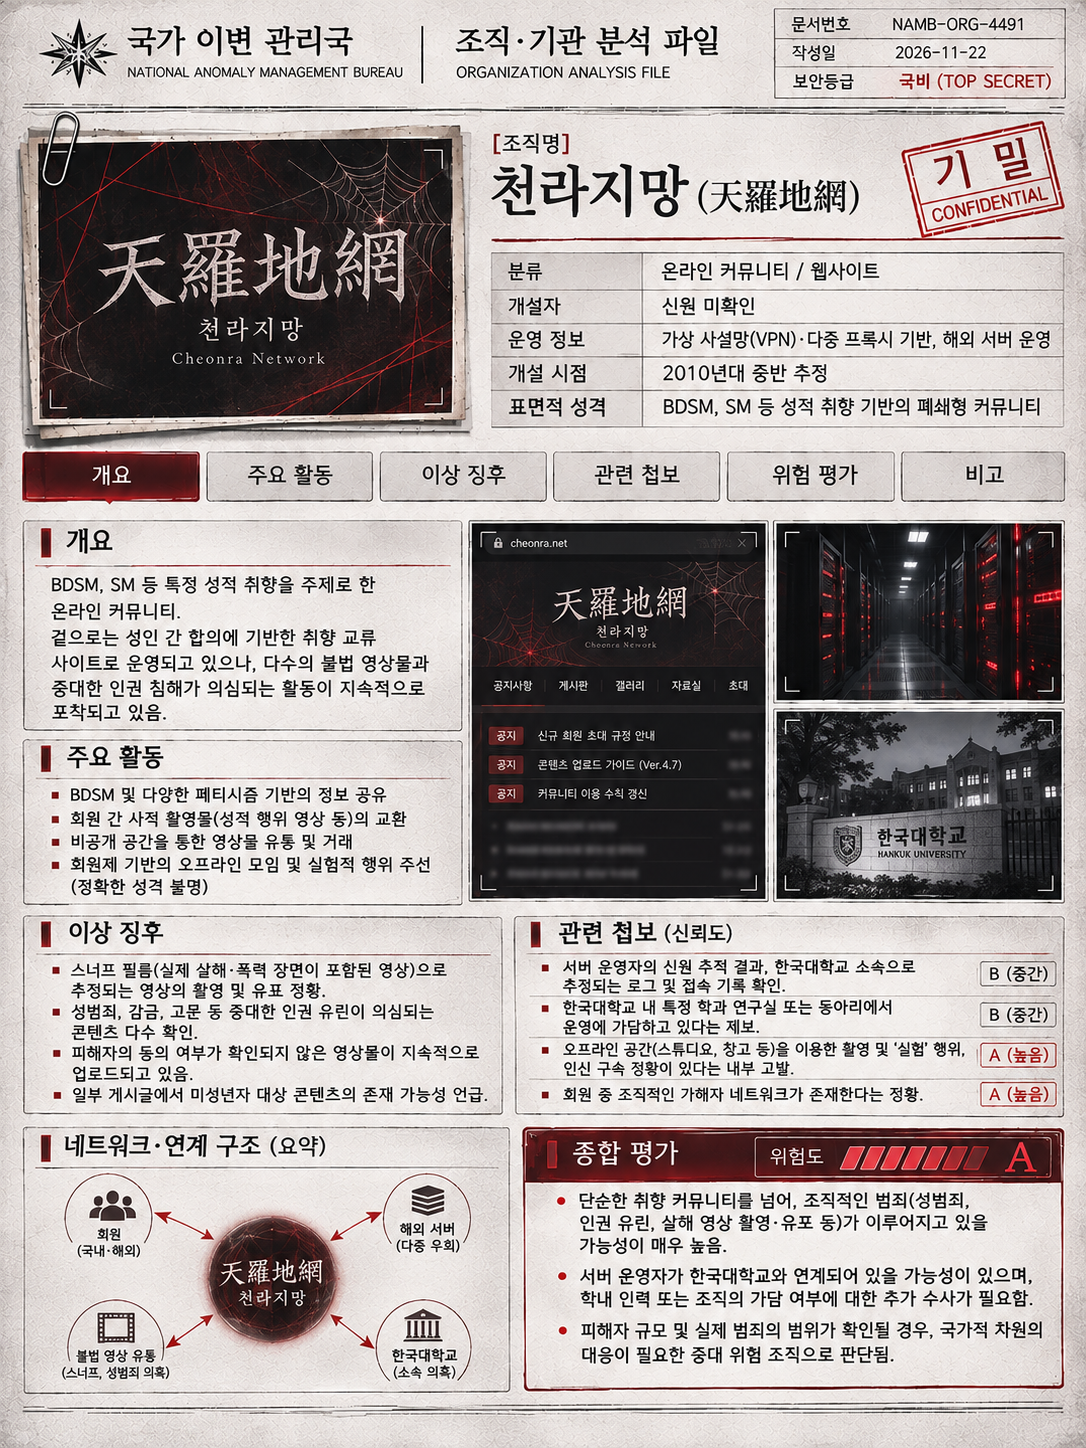 국가 이변 관리국
NATIONAL ANOMALY MANAGEMENT BUREAU
조직·기관 분석 파일
ORGANIZATION ANALYSIS FILE
문서번호 NAMB-ORG-4491
작성일 2026-11-22
보안등급 국비 (TOP SECRET)
天羅地網
천라지망
Cheonra Network
[조직명]
천라지망 (天羅地網)
기 밀
CONFIDENTIAL
분류 온라인 커뮤니티 / 웹사이트
개설자 신원 미확인
운영 정보 가상 사설망(VPN)·다중 프록시 기반, 해외 서버 운영
개설 시점 2010년대 중반 추정
표면적 성격 BDSM, SM 등 성적 취향 기반의 폐쇄형 커뮤니티
개요
주요 활동
이상 징후
관련 첩보
위험 평가
비고
개요
BDSM, SM 등 특정 성적 취향을 주제로 한
온라인 커뮤니티.
겉으로는 성인 간 합의에 기반한 취향 교류
사이트로 운영되고 있으나, 다수의 불법 영상물과
중대한 인권 침해가 의심되는 활동이 지속적으로
포착되고 있음.
주요 활동
BDSM 및 다양한 페티시즘 기반의 정보 공유
회원 간 사적 촬영물(성적 행위 영상 등)의 교환
비공개 공간을 통한 영상물 유통 및 거래
회원제 기반의 오프라인 모임 및 실험적 행위 주선
(정확한 성격 불명)
cheonra.net
天羅地網
천라지망
Cheonra Network
공지사항 게시판 갤러리 자료실 초대
공지 신규 회원 초대 규정 안내
공지 콘텐츠 업로드 가이드 (Ver.4.7)
공지 커뮤니티 이용 수칙 갱신
한국대학교
HANKUK UNIVERSITY
이상 징후
스너프 필름(실제 살해·폭력 장면이 포함된 영상)으로
추정되는 영상의 촬영 및 유표 정황.
성범죄, 감금, 고문 등 중대한 인권 유린이 의심되는
콘텐츠 다수 확인.
피해자의 동의 여부가 확인되지 않은 영상물이 지속적으로
업로드되고 있음.
일부 게시글에서 미성년자 대상 콘텐츠의 존재 가능성 언급.
관련 첩보 (신뢰도)
서버 운영자의 신원 추적 결과, 한국대학교 소속으로
추정되는 로그 및 접속 기록 확인.
B (중간)
한국대학교 내 특정 학과 연구실 또는 동아리에서
운영에 가담하고 있다는 제보.
B (중간)
오프라인 공간(스튜디오, 창고 등)을 이용한 촬영 및 '실험' 행위,
인신 구속 정황이 있다는 내부 고발.
A (높음)
회원 중 조직적인 가해자 네트워크가 존재한다는 정황.
A (높음)
네트워크·연계 구조 (요약)
회원
(국내·해외)
해외 서버
(다중 우회)
天羅地網
천라지망
불법 영상 유통
(스너프, 성범죄 의혹)
한국대학교
(소속 의혹)
종합 평가
위험도 A
단순한 취향 커뮤니티를 넘어, 조직적인 범죄(성범죄,
인권 유린, 살해 영상 촬영·유포 등)가 이루어지고 있을
가능성이 매우 높음.
서버 운영자가 한국대학교와 연계되어 있을 가능성이 있으며,
학내 인력 또는 조직의 가담 여부에 대한 추가 수사가 필요함.
피해자 규모 및 실제 범죄의 범위가 확인될 경우, 국가적 차원의
대응이 필요한 중대 위험 조직으로 판단됨.